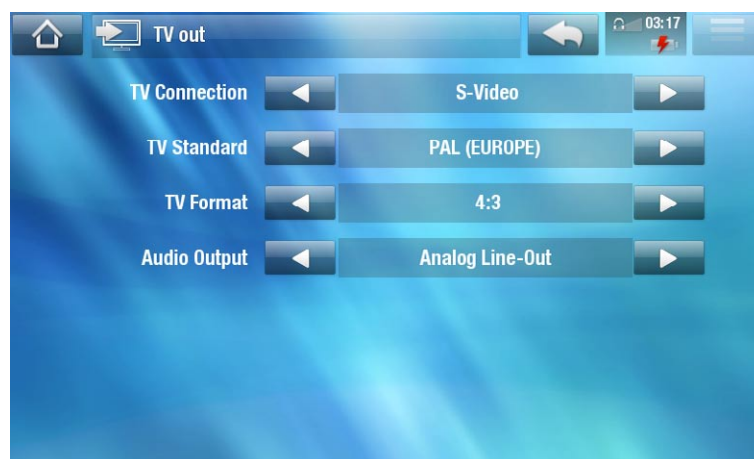 TV out
03:17
TV Connection S-Video
TV Standard PAL (EUROPE)
TV Format 4:3
Audio Output Analog Line-Out